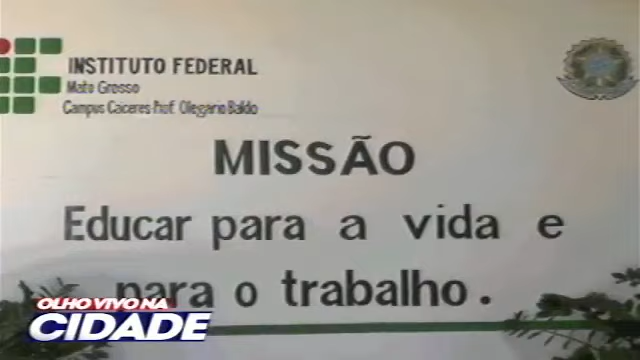 INSTITUTO FEDERAL
Mato Grosso
Campus Cáceres Prof. Olegário Baldo
MISSÃO
Educar para a vida e
para o trabalho.
OLHO VIVO NA
CIDADE